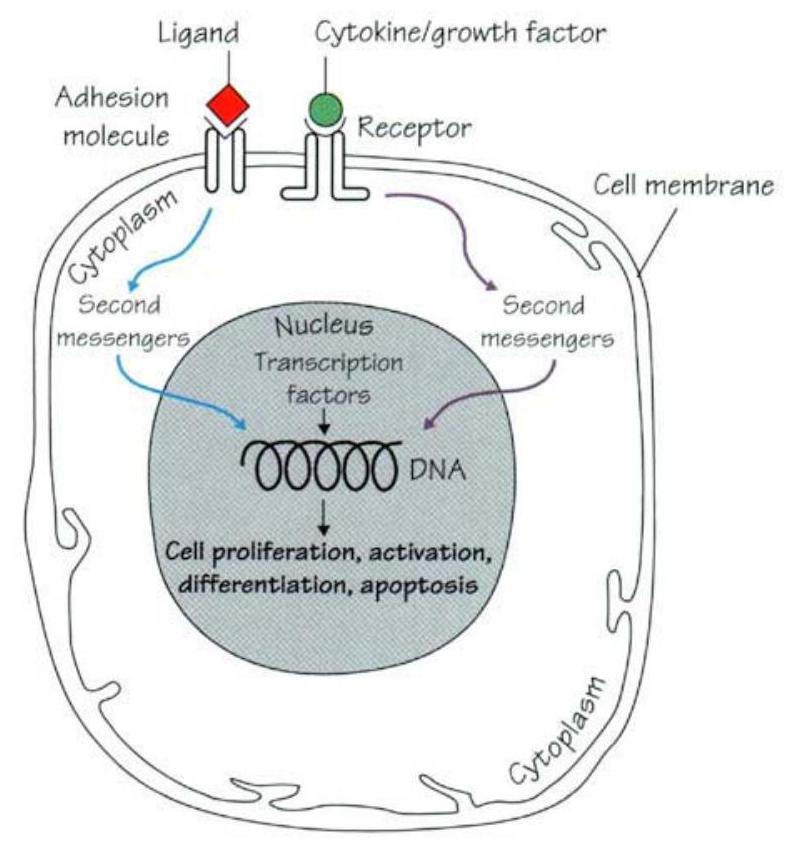 Ligand
Cytokine/growth factor
Adhesion
molecule
Receptor
Cell membrane
Cytoplasm
Second
messengers
Second
messengers
Nucleus
Transcription
factors
DNA
Cell proliferation, activation,
differentiation, apoptosis
Cytoplasm